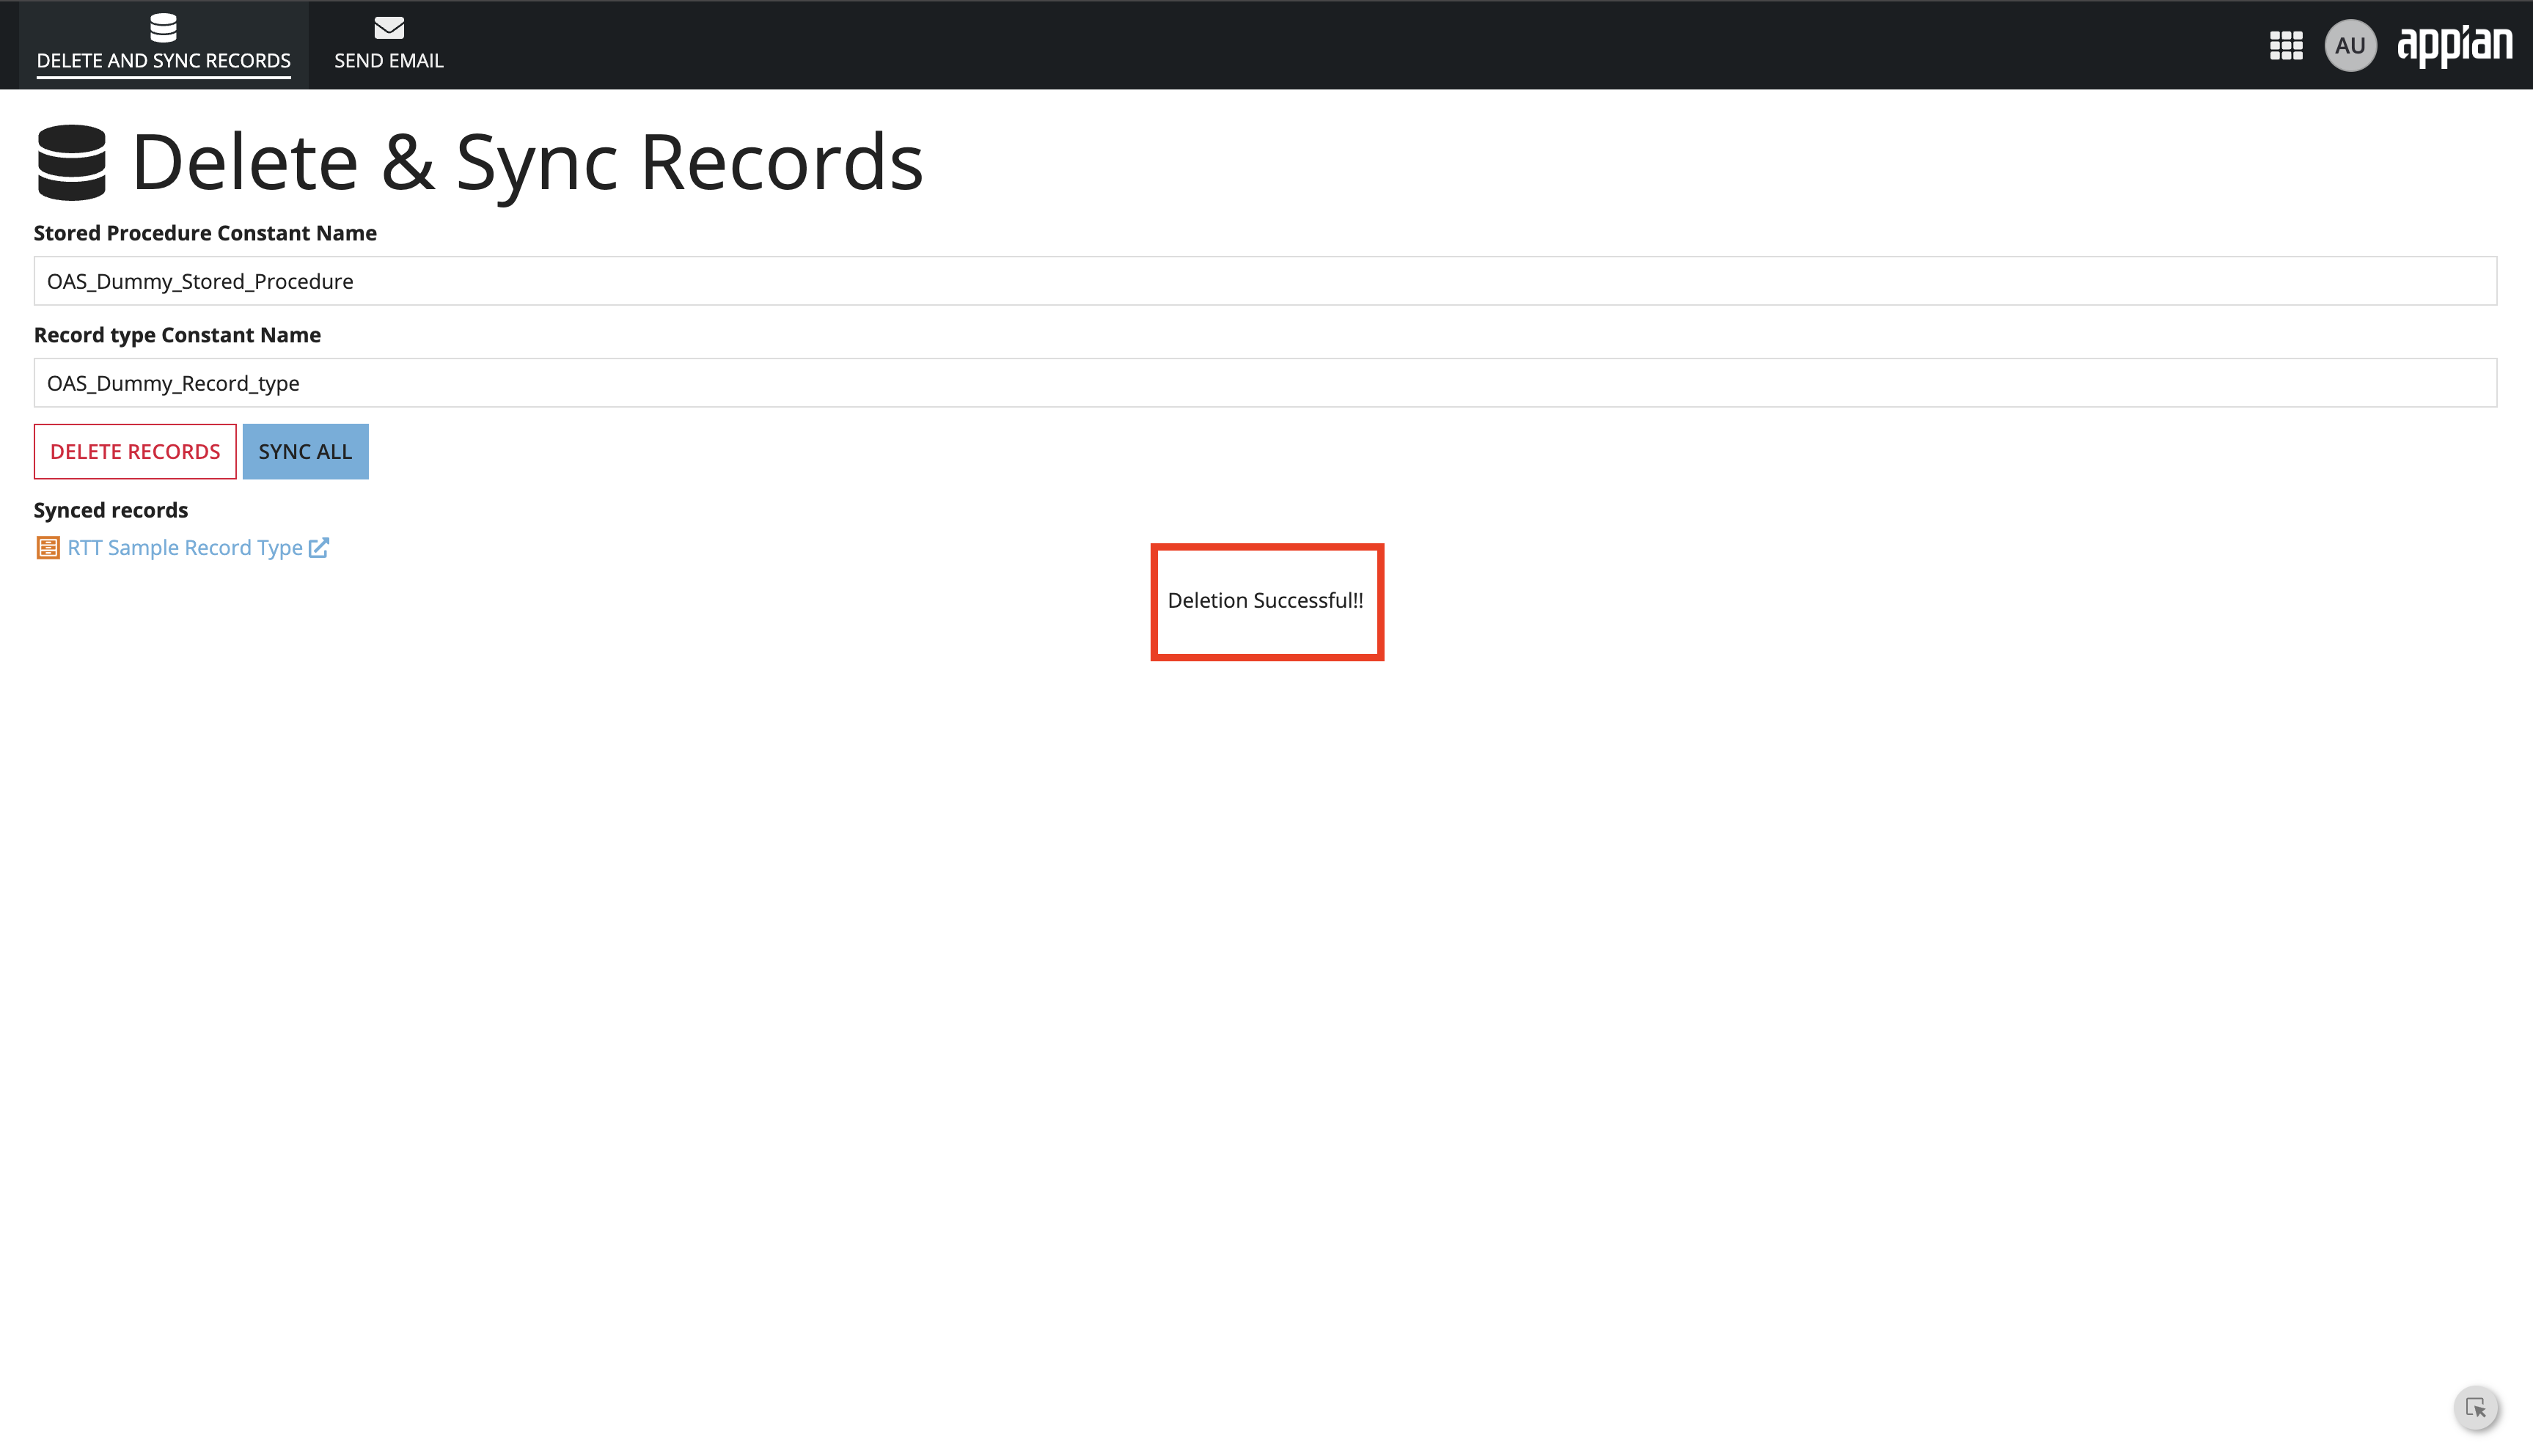 DELETE AND SYNC RECORDS
SEND EMAIL
AU
appian
Delete & Sync Records
Stored Procedure Constant Name
OAS_Dummy_Stored_Procedure
Record type Constant Name
OAS_Dummy_Record_type
DELETE RECORDS
SYNC ALL
Synced records
RTT Sample Record Type
Deletion Successful!!